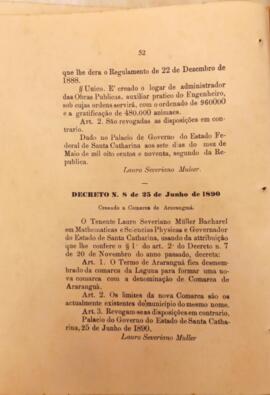 52
que lhe dera o Regulamento de 22 de Dezembro de
1888.
§ Unico. E' creado o logar de administrador
das Obras Publicas, auxiliar pratico do Engenheiro,
sob cujas ordens servirá, com o ordenado de 960$000
e a gratificação de 480.000 annuaes.
Art. 2. São revogadas as disposições em con-
trario.
Dado no Palacio de Governo do Estado Fe-
deral de Santa Catharina aos sete dias do mez
de Maio de mil oito cento e noventa, segundo da Re-
publica.
Lauro Severiano Muller.
DECRETO N. 8 de 25 de Junho de 1890
Creando a Comarca de Araranguá.
O Tenente Lauro Severiano Müller Bacharel
em Mathematicas e Sciencias Physicas e Governador
do Estado de Santa Catharina, usando da attribuição
que lhe confere o § 1º do art. 2º do Decreto n. 7
de 20 de Novembro do anno passado, decreta:
Art. 1. O Termo de Araranguá fica desmem-
brado da comarca da Laguna para formar uma no-
va comarca com a denominação de Comarca de
Araranguá.
Art. 2. Os limites da nova Comarca são os
actualmente existentes do municipio do mesmo nome.
Art. 3. Revogam-se as disposições em contrario.
Palacio do Governo do Estado de Santa Catha-
rina, 25 de Junho de 1890.
Lauro Severiano Muller